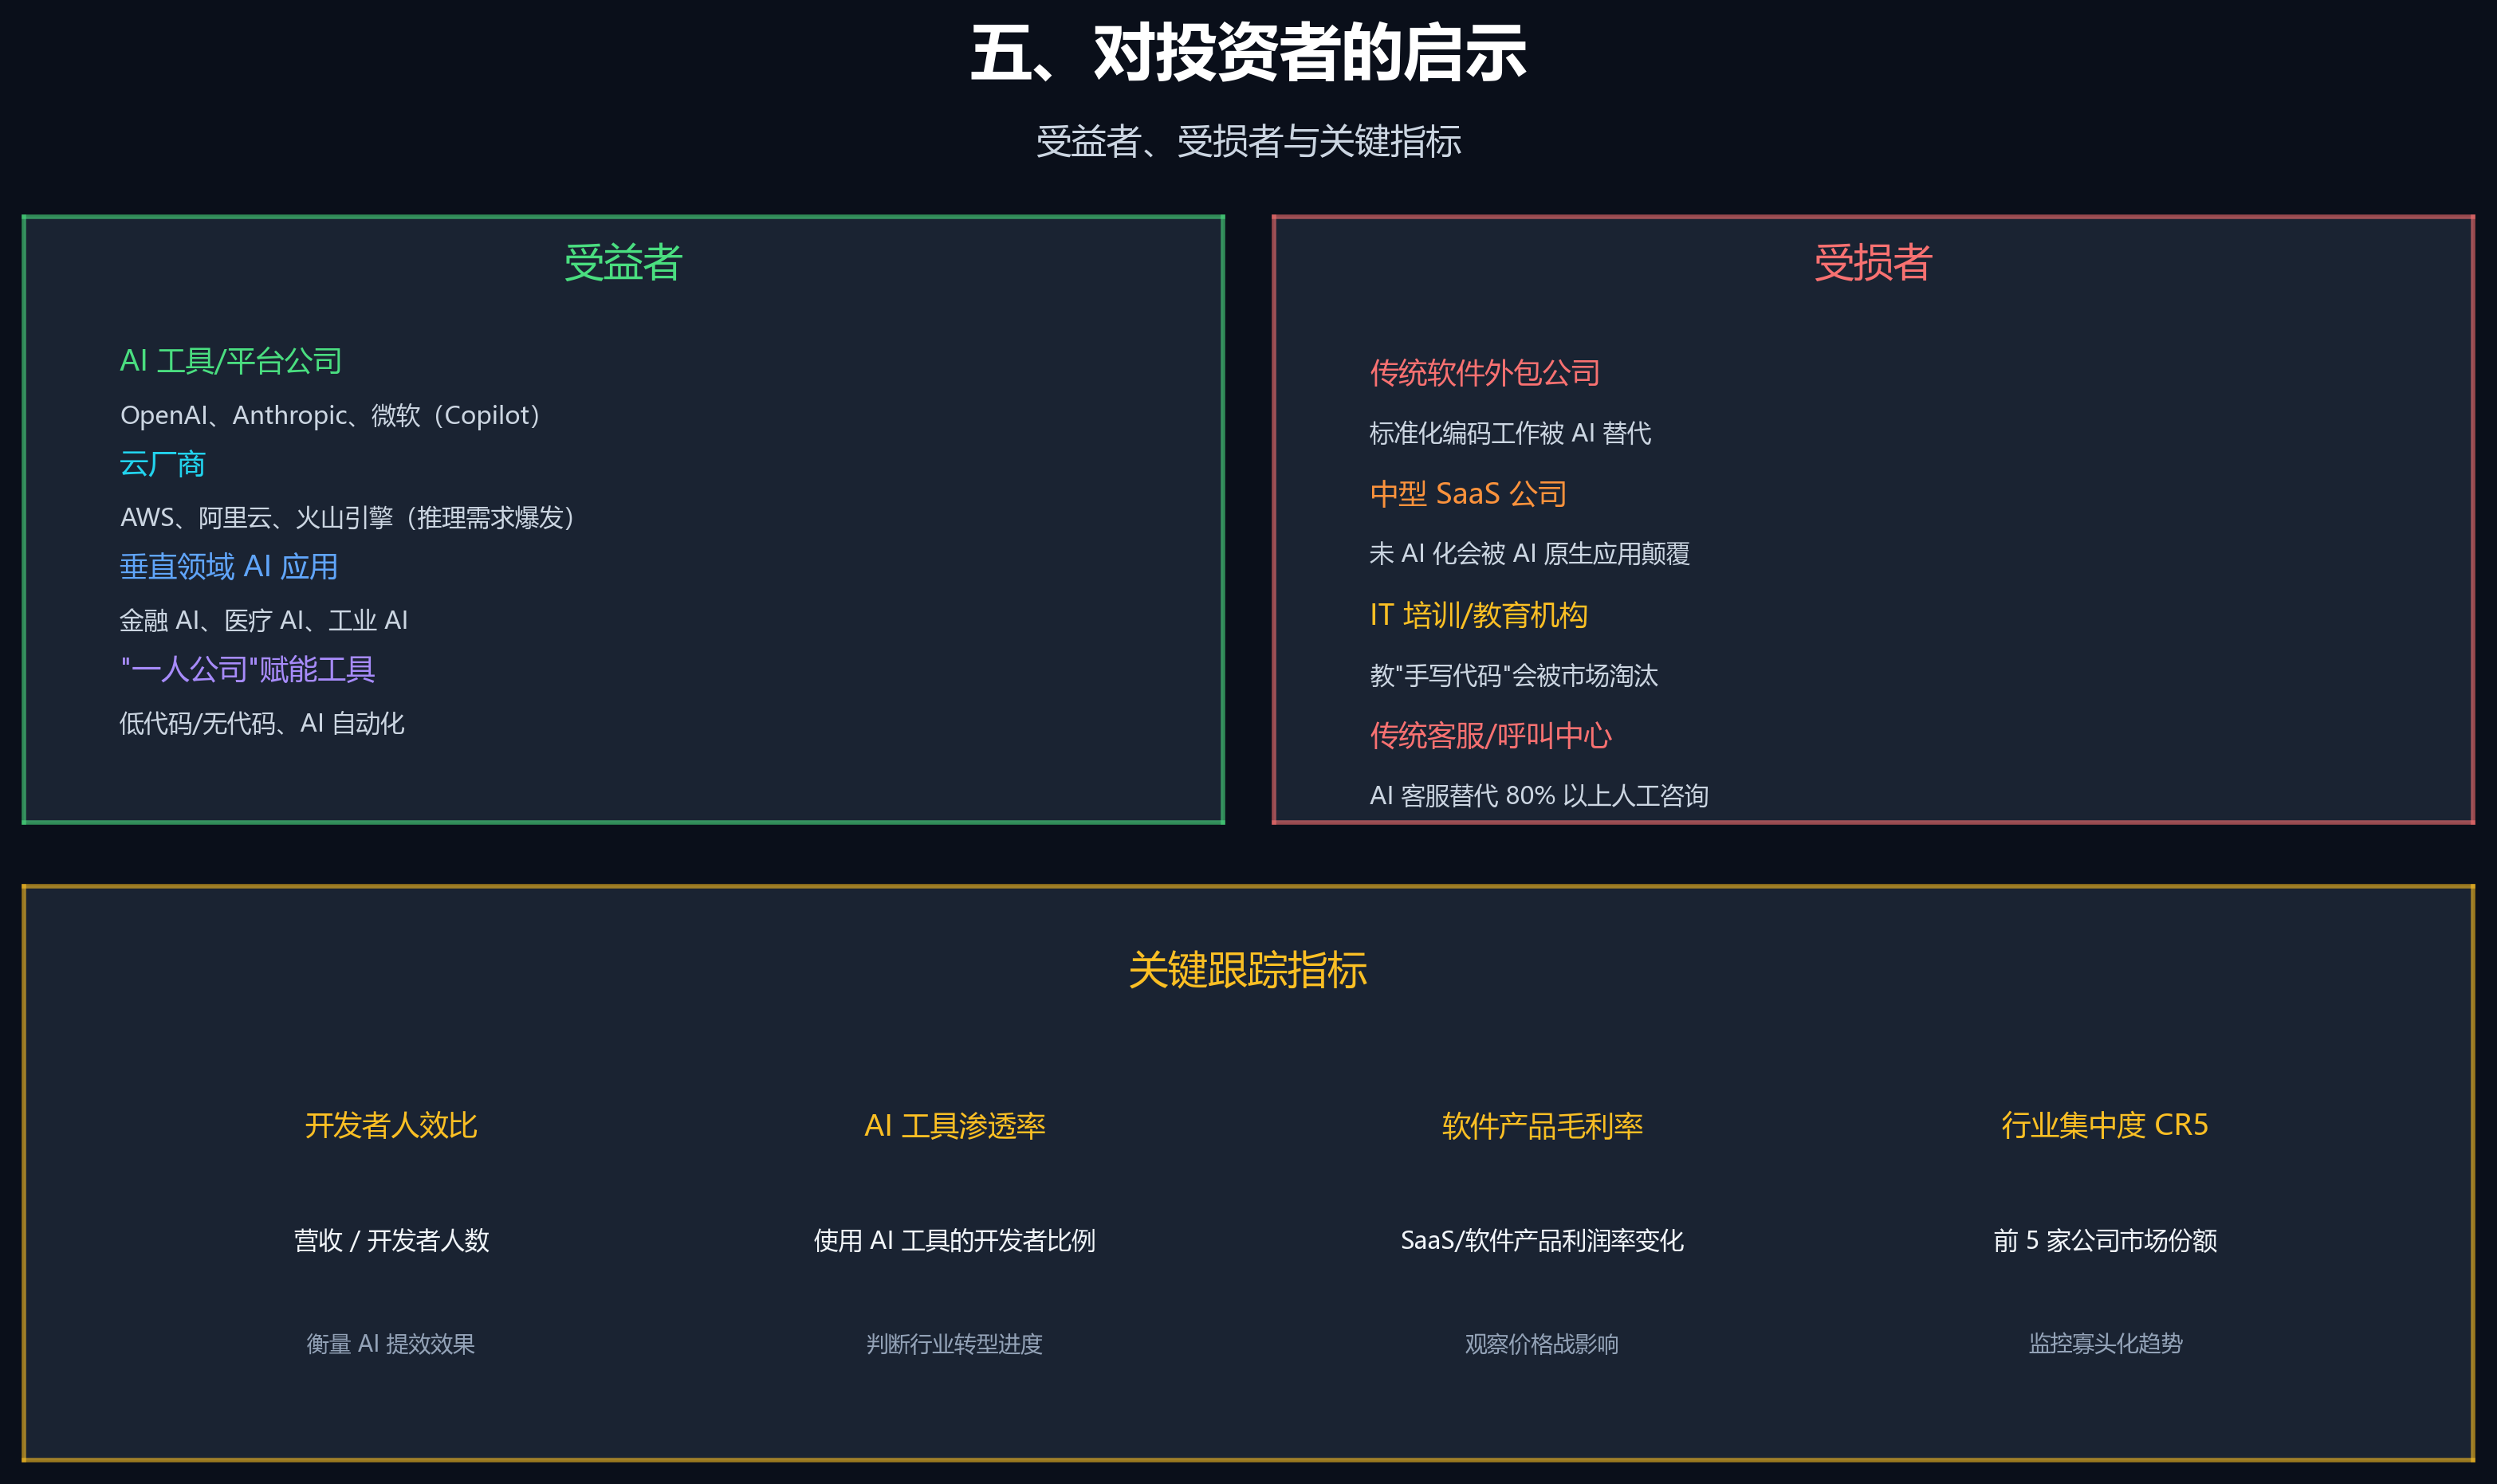 五、对投资者的启示
受益者、受损者与关键指标
受益者
AI 工具/平台公司
OpenAI、Anthropic、微软（Copilot）
云厂商
AWS、阿里云、火山引擎（推理需求爆发）
垂直领域 AI 应用
金融 AI、医疗 AI、工业 AI
"一人公司"赋能工具
低代码/无代码、AI 自动化
受损者
传统软件外包公司
标准化编码工作被 AI 替代
中型 SaaS 公司
未 AI 化会被 AI 原生应用颠覆
IT 培训/教育机构
教"手写代码"会被市场淘汰
传统客服/呼叫中心
AI 客服替代 80% 以上人工咨询
关键跟踪指标
开发者人效比
营收 / 开发者人数
衡量 AI 提效效果
AI 工具渗透率
使用 AI 工具的开发者比例
判断行业转型进度
软件产品毛利率
SaaS/软件产品利润率变化
观察价格战影响
行业集中度 CR5
前 5 家公司市场份额
监控寡头化趋势